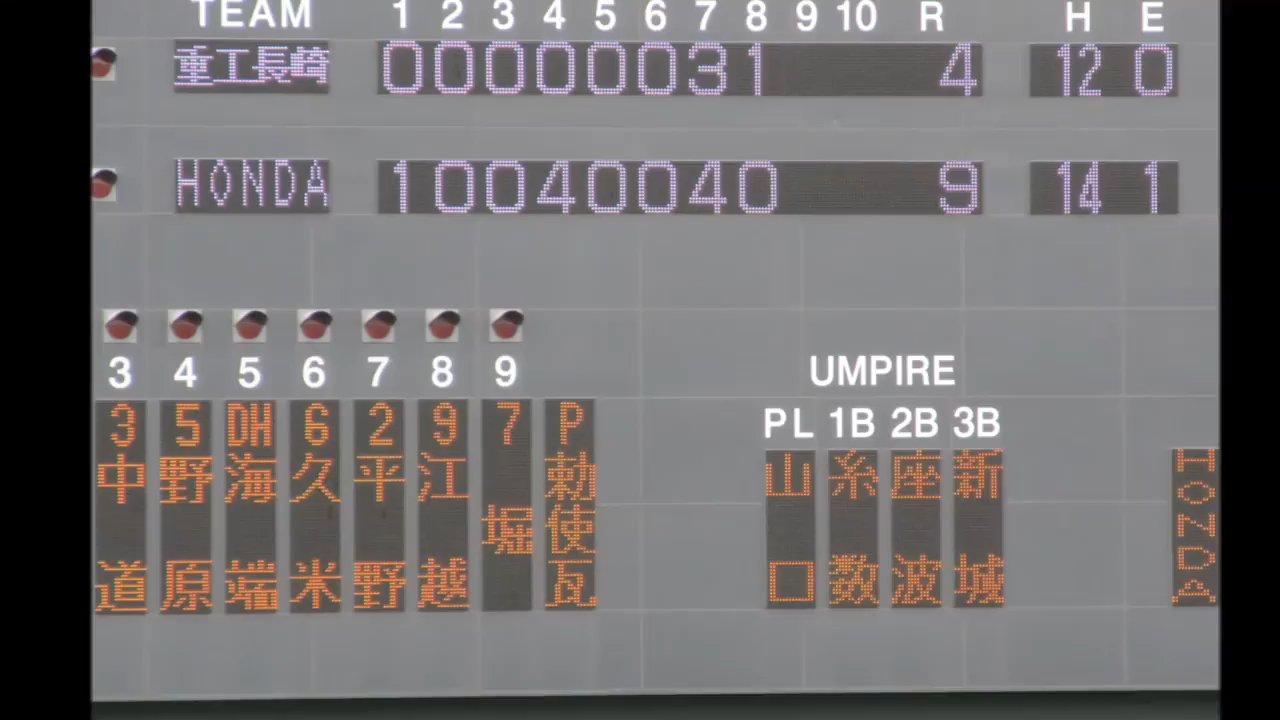 TEAM 1 2 3 4 5 6 7 8 9 10 R H E
重工長崎 0 0 0 0 0 0 3 1 4 12 0
HONDA 1 0 0 4 0 0 4 0 9 14 1
3 4 5 6 7 8 9
UMPIRE
PL 1B 2B 3B
3 中道
5 野原
DH 海端
6 久米
2 平野
9 江越
7 堀
P 勅使瓦
山口
糸数
座波
新城
HONDA